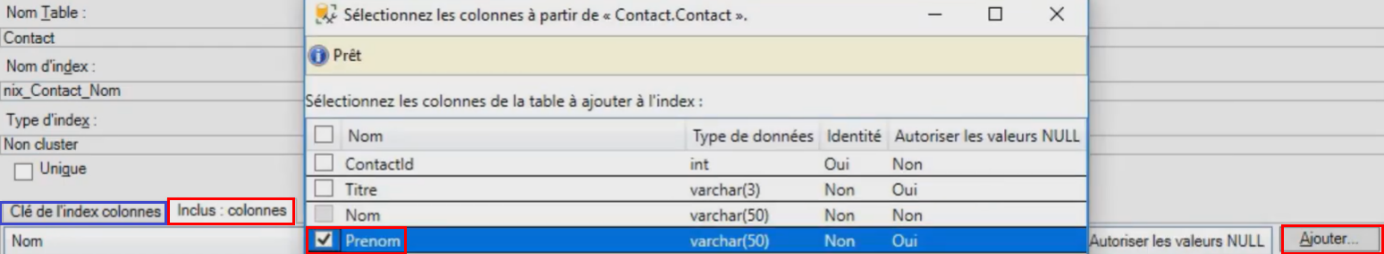 Nom Table :
Contact
Nom d'index :
nix_Contact_Nom
Type d'index :
Non cluster
Unique
Clé de l'index colonnes Inclus : colonnes
Nom
Sélectionnez les colonnes à partir de « Contact.Contact ».
Prêt
Sélectionnez les colonnes de la table à ajouter à l'index :
Nom Type de données Identité Autoriser les valeurs NULL
ContactId int Oui Non
Titre varchar(3) Non Oui
Nom varchar(50) Non Non
Prenom varchar(50) Non Oui
Autoriser les valeurs NULL
Ajouter...